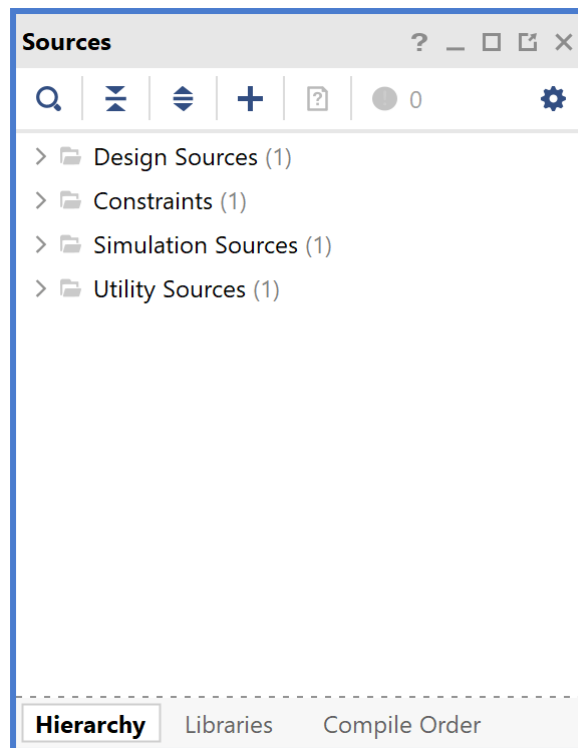 Sources ?
? 0
Design Sources (1)
Constraints (1)
Simulation Sources (1)
Utility Sources (1)
Hierarchy Libraries Compile Order